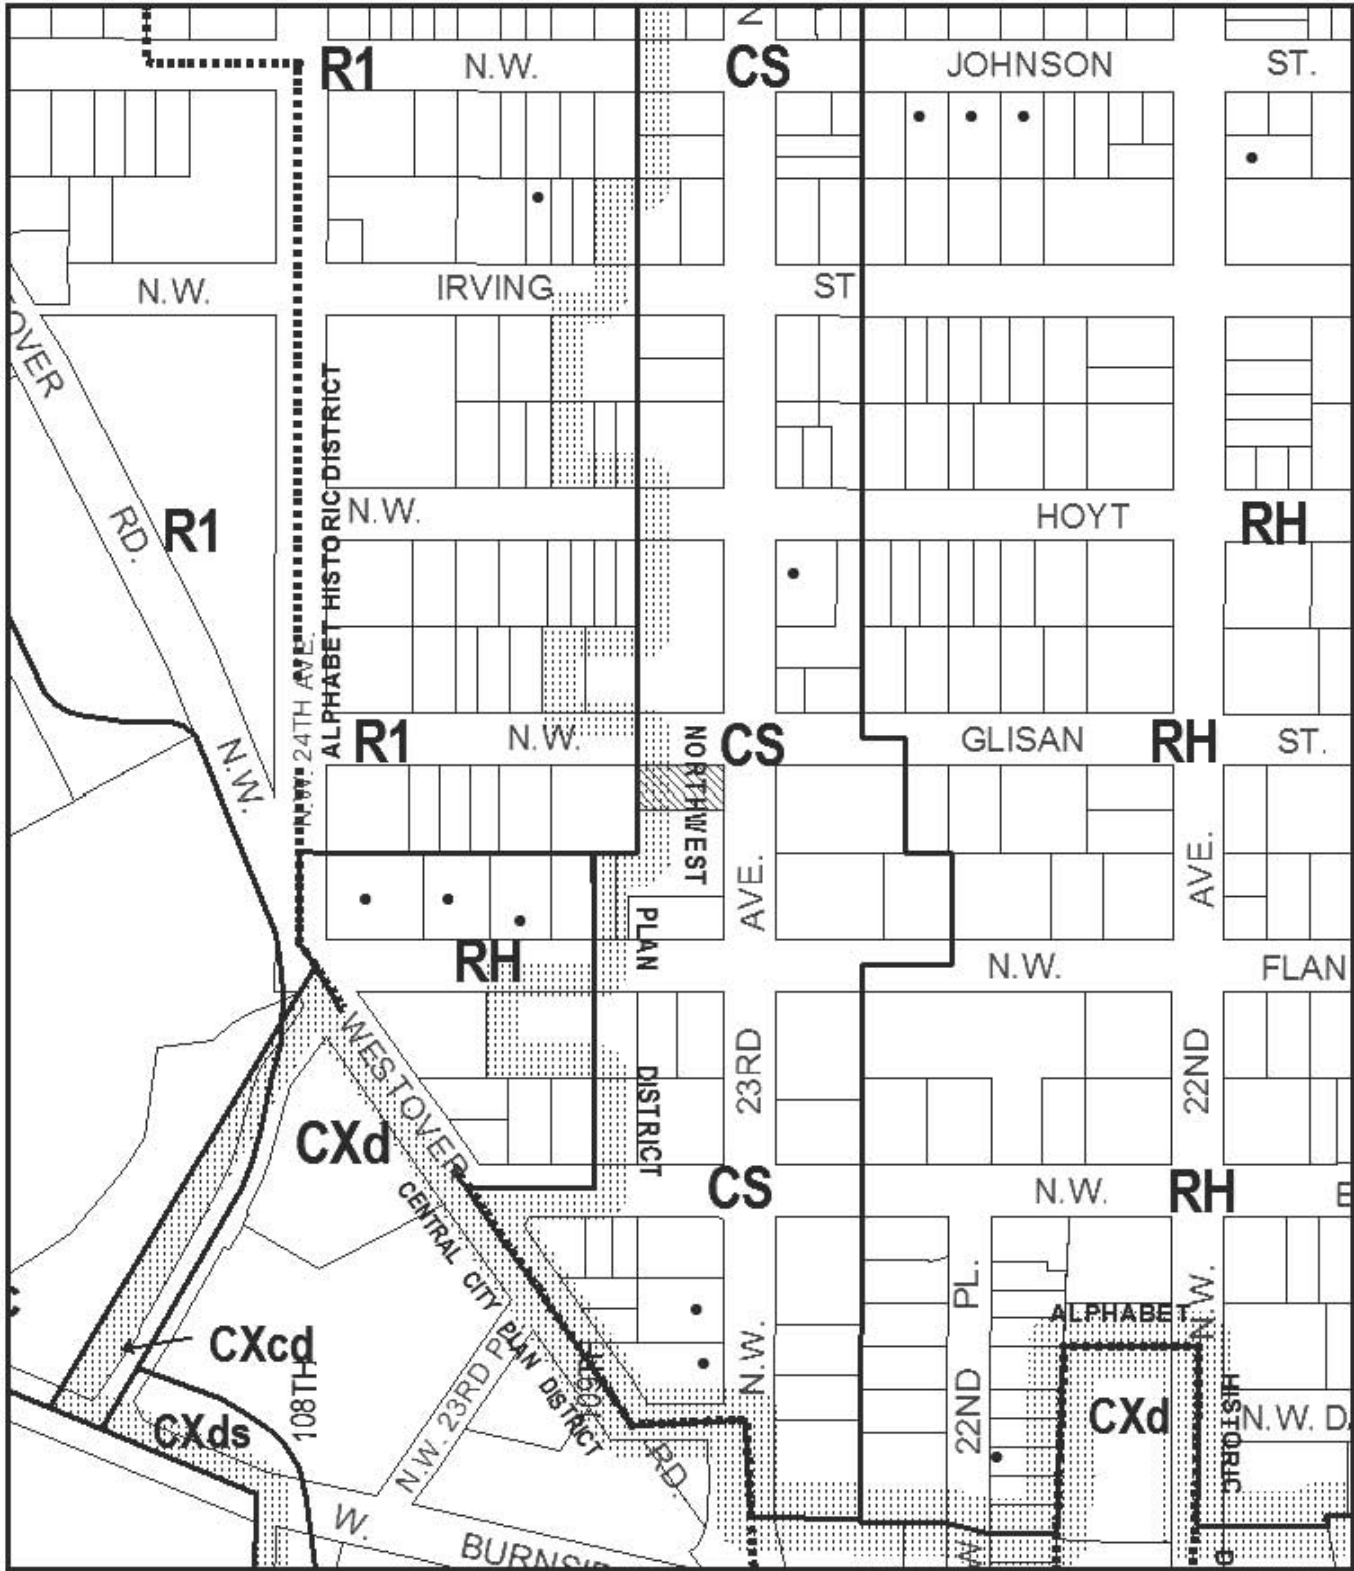 R1
N.W.
CS
JOHNSON
ST.
N.W.
IRVING
ST
OVER
RD.
R1
ALPHABET HISTORIC DISTRICT
N.W.
HOYT
RH
N.W. 24TH AVE.
R1
N.W.
NORTHWEST
CS
GLISAN
RH
ST.
N.W.
AVE.
AVE.
PLAN
RH
N.W.
FLAN
WESTOVER
DISTRICT
23RD
22ND
CXd
CENTRAL CITY
CS
N.W.
RH
E
PL.
N.W.
ALPHABET
CXcd
108TH
PLAN DISTRICT
N.W. 23RD P
N.W.
22ND
CXd
HISTORIC
N.W. D
CXds
RD.
W.
BURNSI
W
D